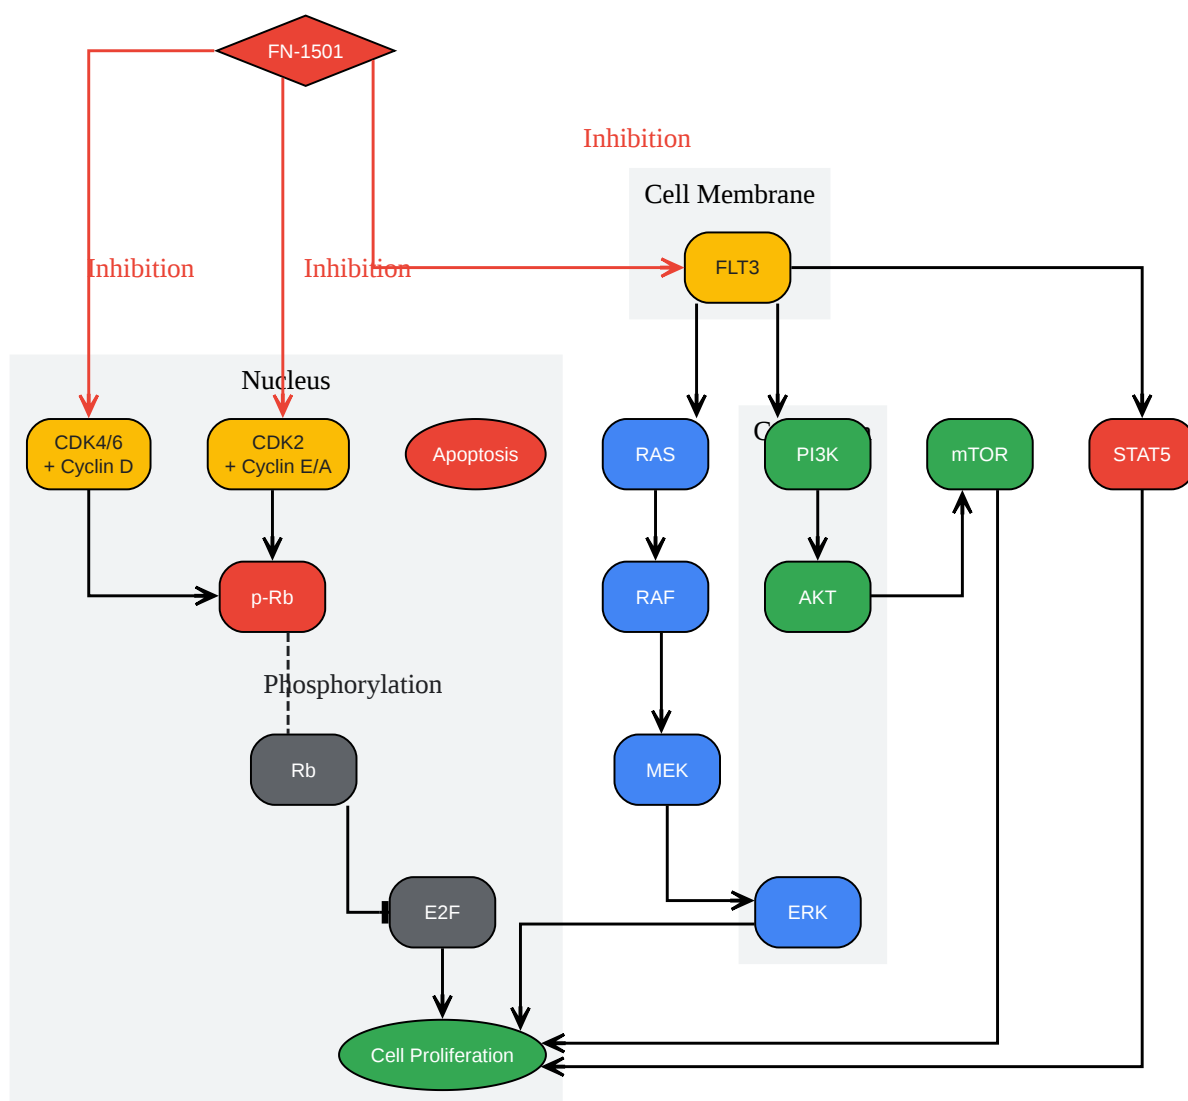 FN-1501
Inhibition
Cell Membrane
Inhibition
Inhibition
FLT3
Nucleus
CDK4/6
+ Cyclin D
CDK2
+ Cyclin E/A
Apoptosis
RAS
PI3K
mTOR
STAT5
p-Rb
RAF
AKT
Phosphorylation
Rb
MEK
E2F
ERK
Cell Proliferation